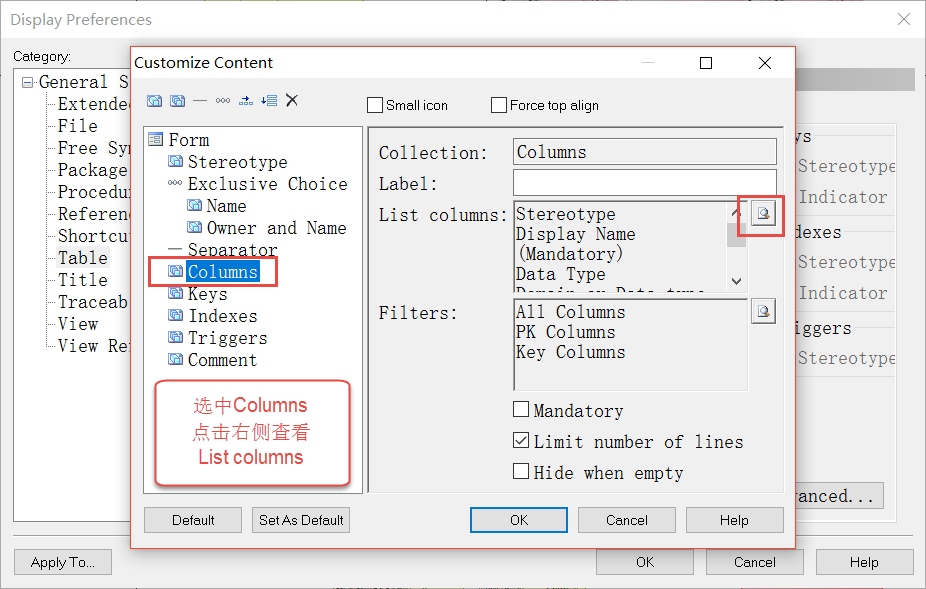 Display Preferences
Category:
General S
Extended
File
Free Sy
Package
Procedu
Referen
Shortcu
Table
Title
Traceab
View
View Re
Apply To...
Customize Content
Small icon
Force top align
Form
Stereotype
Exclusive Choice
Name
Owner and Name
Separator
Columns
Keys
Indexes
Triggers
Comment
选中Columns
点击右侧查看
List columns
Collection:
Columns
Label:
List columns:
Stereotype
Display Name
(Mandatory)
Data Type
Domain or Data type
Filters:
All Columns
PK Columns
Key Columns
Mandatory
Limit number of lines
Hide when empty
Default
Set As Default
OK
Cancel
Help
ys
Stereotype
Indicator
dexes
Stereotype
Indicator
iggers
Stereotype
vanced...
OK
Cancel
Help